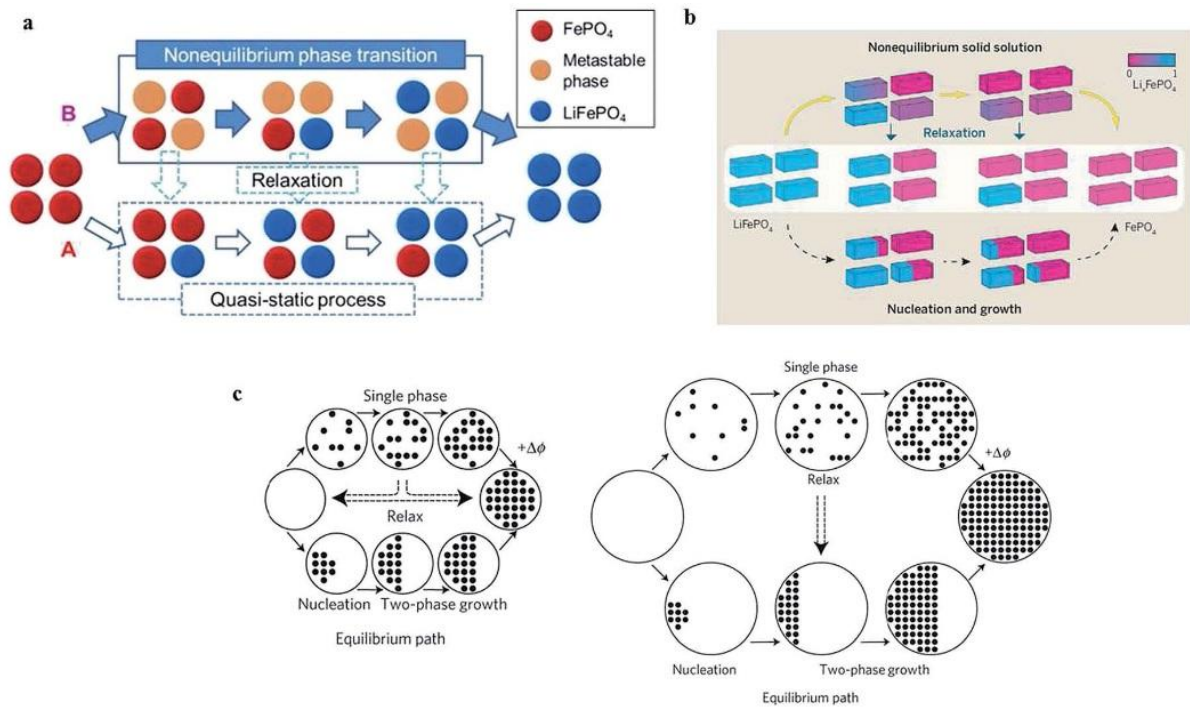 a
Nonequilibrium phase transition
B
Relaxation
A
Quasi-static process
FePO₄
Metastable
phase
LiFePO₄
b
Nonequilibrium solid solution
0 1
LiₓFePO₄
Relaxation
LiFePO₄
FePO₄
Nucleation and growth
c
Single phase
+Δϕ
Relax
Nucleation Two-phase growth
Equilibrium path
Single phase
+Δϕ
Relax
Nucleation Two-phase growth
Equilibrium path